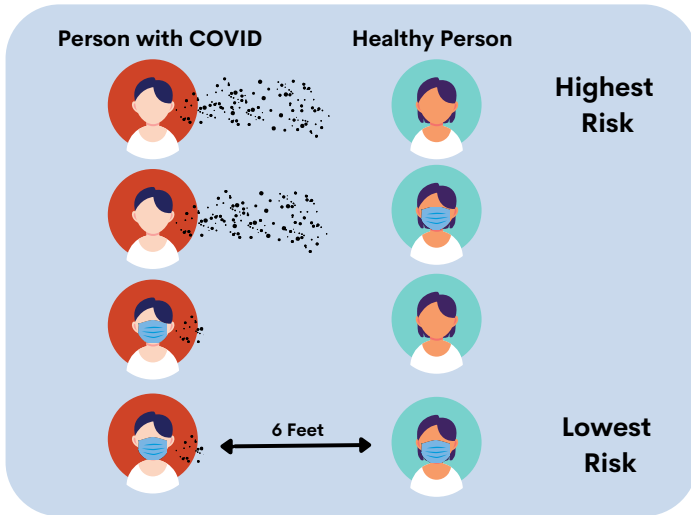 Person with COVID
Healthy Person
Highest
Risk
6 Feet
Lowest
Risk